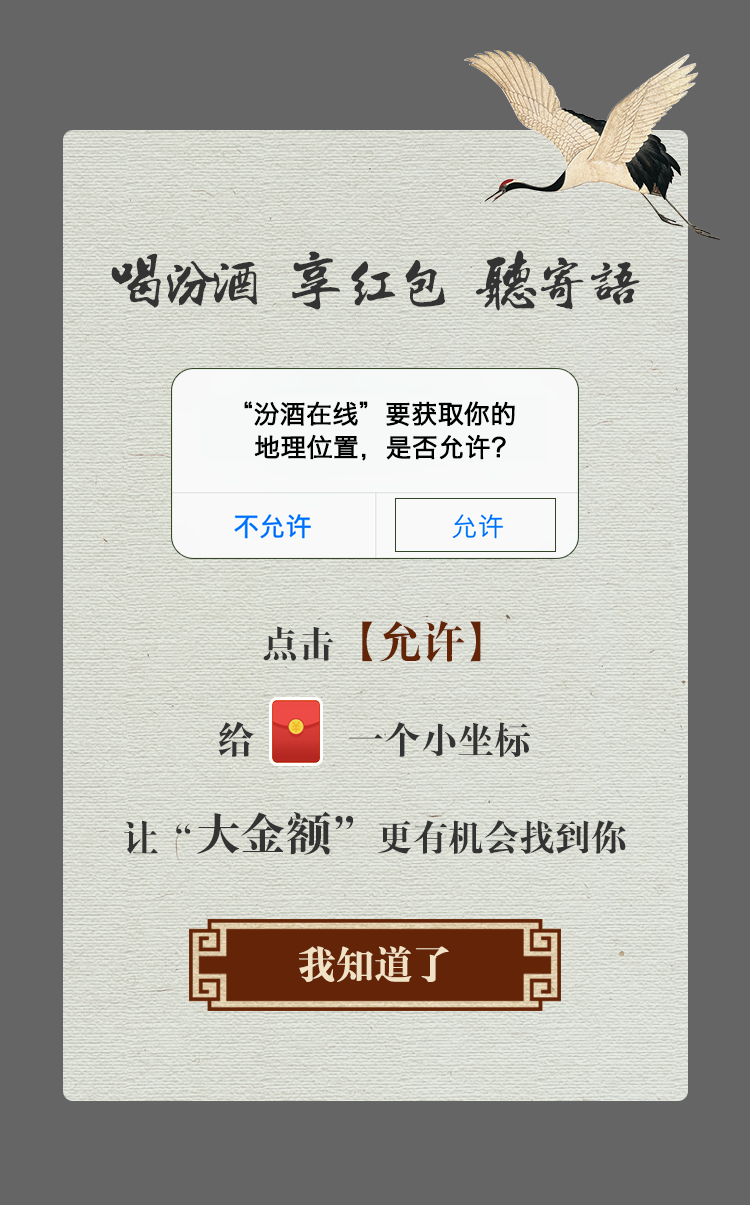 喝汾酒 享红包 聽寄語
“汾酒在线”要获取你的
地理位置，是否允许？
不允许 允许
点击【允许】
给 一个小坐标
让“大金额”更有机会找到你
我知道了